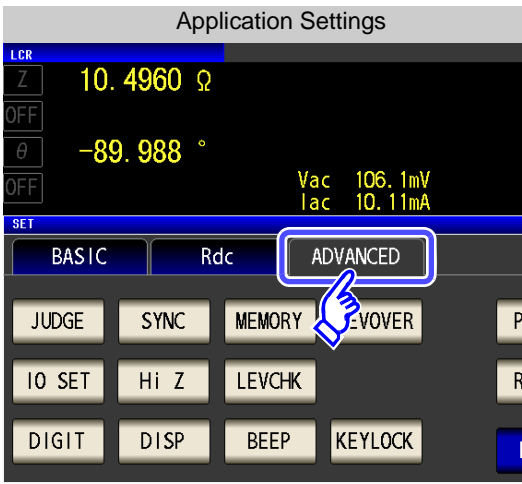 Application Settings
LCR
Z 10.4960 Ω
OFF
θ -89.988 °
OFF
Vac 106.1mV
Iac 10.11mA
SET
BASIC Rdc ADVANCED
JUDGE SYNC MEMORY EVOVER P
IO SET Hi Z LEVCHK R
DIGIT DISP BEEP KEYLOCK